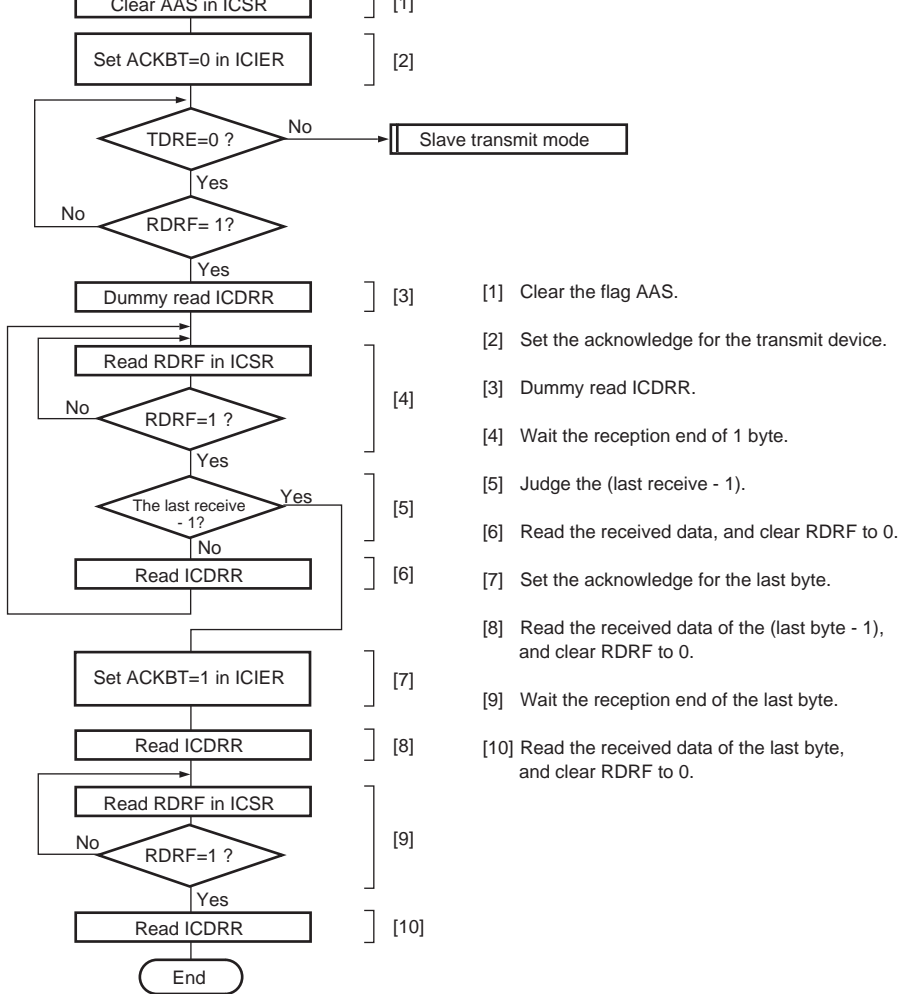 Clear AAS in ICSR
[1]
Set ACKBT=0 in ICIER
[2]
TDRE=0 ?
No
Slave transmit mode
Yes
No
RDRF= 1?
Yes
Dummy read ICDRR
[3]
Read RDRF in ICSR
[4]
No
RDRF=1 ?
Yes
The last receive
- 1?
Yes
[5]
No
Read ICDRR
[6]
Set ACKBT=1 in ICIER
[7]
Read ICDRR
[8]
Read RDRF in ICSR
[9]
No
RDRF=1 ?
Yes
Read ICDRR
[10]
End
[1] Clear the flag AAS.
[2] Set the acknowledge for the transmit device.
[3] Dummy read ICDRR.
[4] Wait the reception end of 1 byte.
[5] Judge the (last receive - 1).
[6] Read the received data, and clear RDRF to 0.
[7] Set the acknowledge for the last byte.
[8] Read the received data of the (last byte - 1),
and clear RDRF to 0.
[9] Wait the reception end of the last byte.
[10] Read the received data of the last byte,
and clear RDRF to 0.